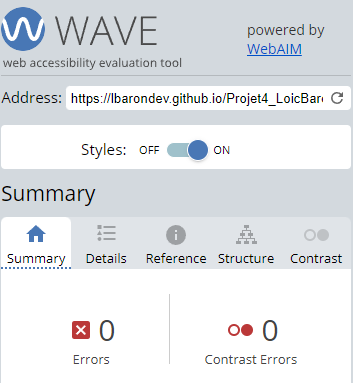 WAVE
powered by
WebAIM
web accessibility evaluation tool
Address: https://lbarondev.github.io/Projet4_LoicBar
Styles: OFF ON
Summary
Summary Details Reference Structure Contrast
0 0
Errors Contrast Errors